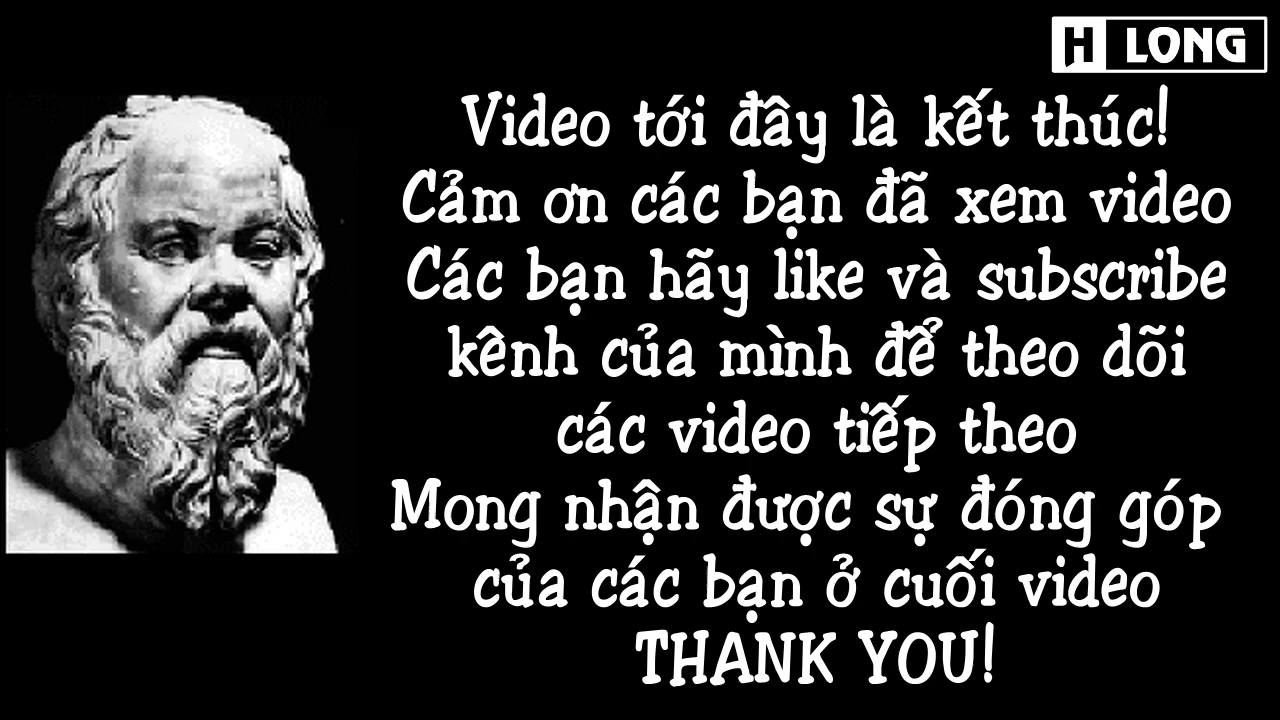 H LONG
Video tới đây là kết thúc!
Cảm ơn các bạn đã xem video
Các bạn hãy like và subscribe
kênh của mình để theo dõi
các video tiếp theo
Mong nhận được sự đóng góp
của các bạn ở cuối video
THANK YOU!